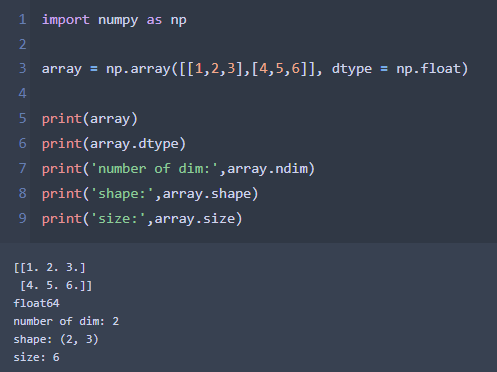 1 import numpy as np
2
3 array = np.array([[1,2,3],[4,5,6]], dtype = np.float)
4
5 print(array)
6 print(array.dtype)
7 print('number of dim:',array.ndim)
8 print('shape:',array.shape)
9 print('size:',array.size)
[[1. 2. 3.]
 [4. 5. 6.]]
float64
number of dim: 2
shape: (2, 3)
size: 6